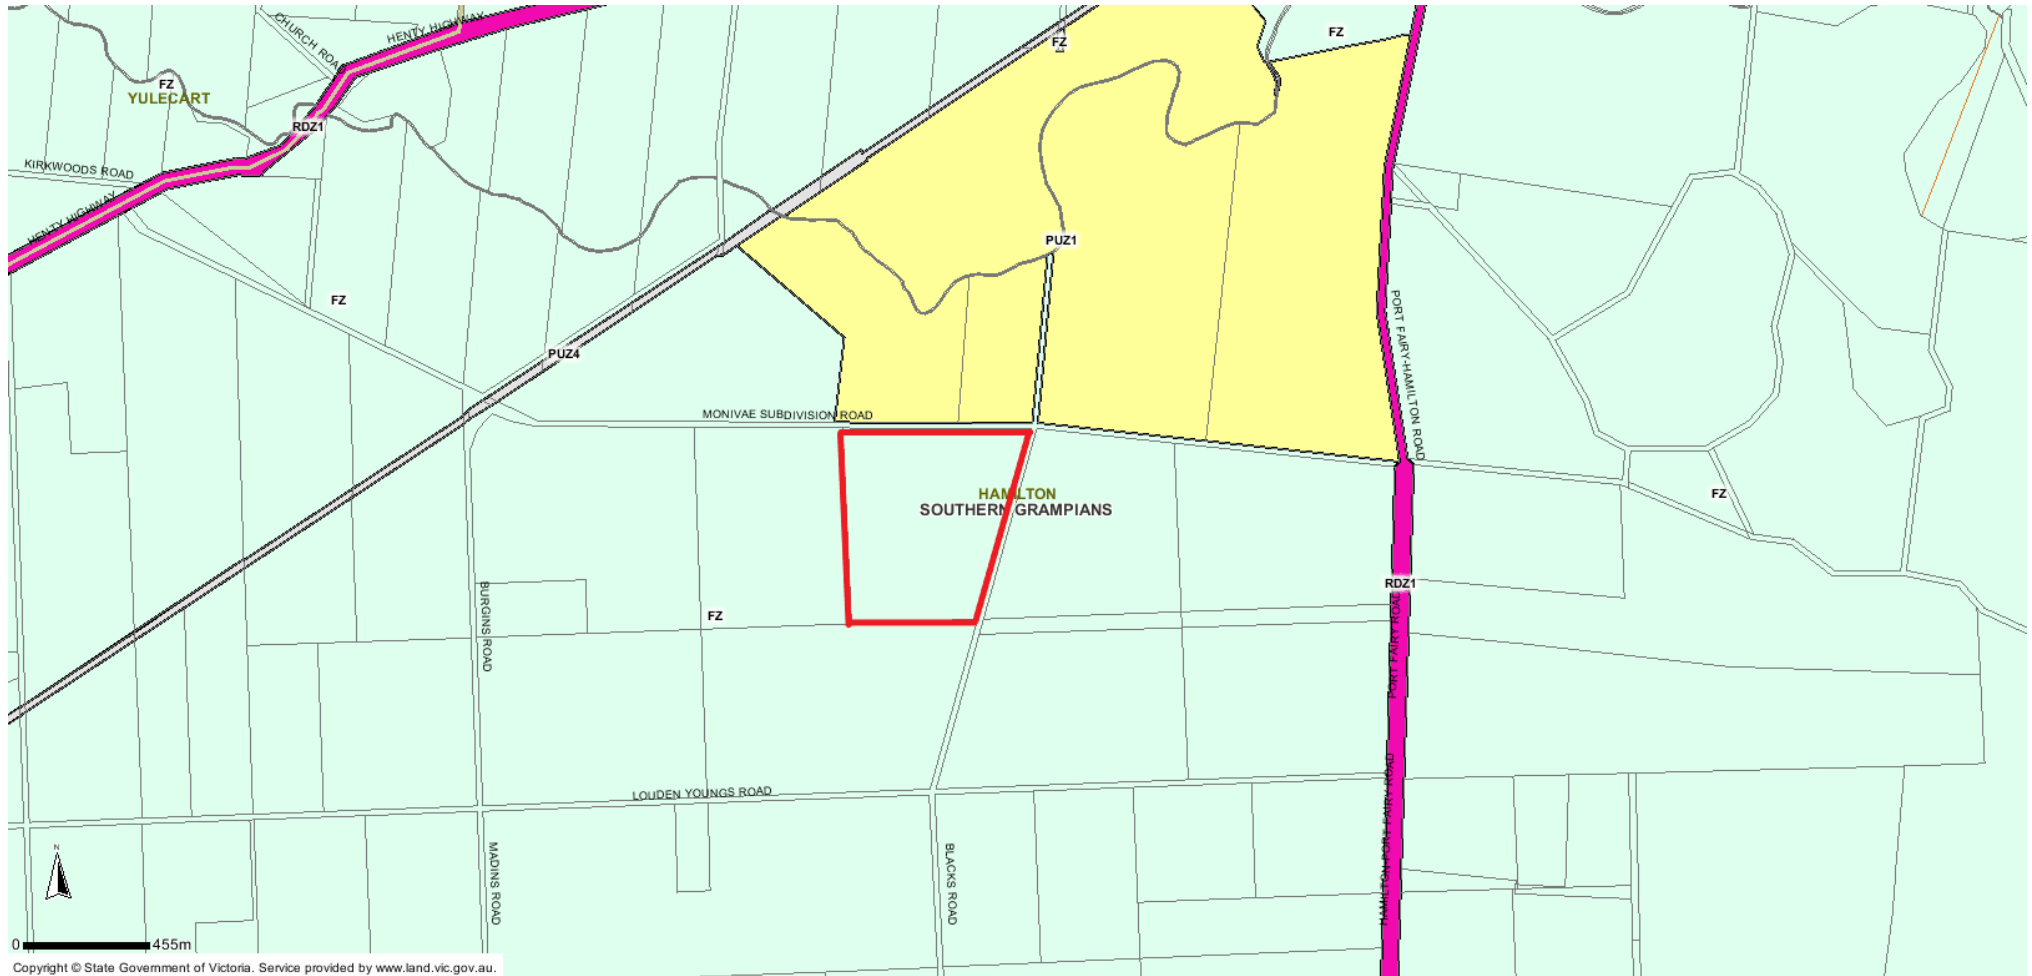 CHURCH ROAD
HENTY HIGHWAY
FZ
FZ
FZ
YULECART
RDZ1
KIRKWOODS ROAD
HENTY HIGHWAY
PUZ1
FZ
PORT FAIRY-HAMILTON ROAD
PUZ4
MONIVAE SUBDIVISION ROAD
HAMILTON
SOUTHERN GRAMPIANS
FZ
RDZ1
BURGINS ROAD
FZ
PORT FAIRY ROAD
LOUDEN YOUNGS ROAD
HAMILTON-PORT FAIRY ROAD
N
MADINS ROAD
BLACKS ROAD
0 455m
Copyright © State Government of Victoria. Service provided by www.land.vic.gov.au.